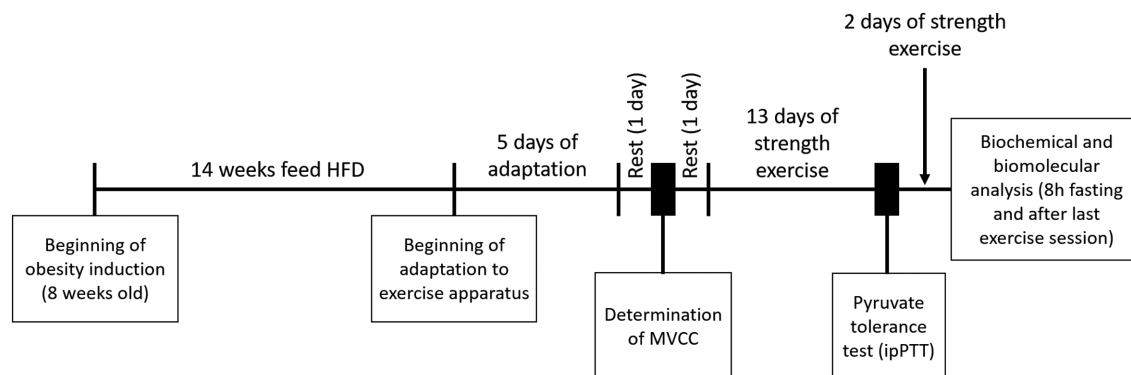 2 days of strength
exercise
Rest (1 day)
Rest (1 day)
13 days of
strength
exercise
5 days of
adaptation
14 weeks feed HFD
Biochemical and
biomolecular
analysis (8h fasting
and after last
exercise session)
Beginning of
obesity induction
(8 weeks old)
Beginning of
adaptation to
exercise apparatus
Determination
of MVCC
Pyruvate
tolerance
test (ipPTT)